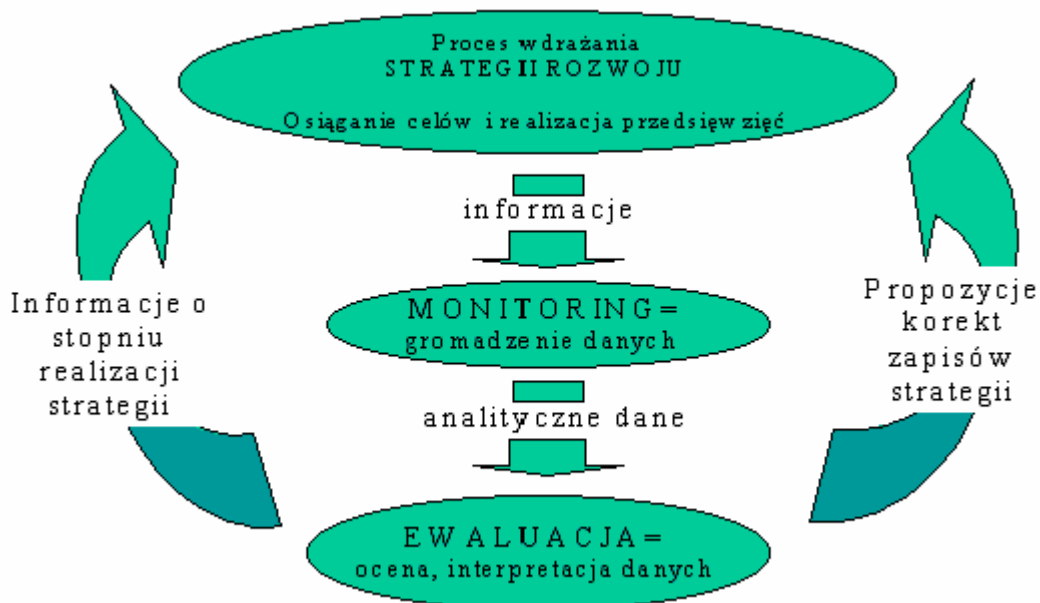 Proces wdrażania
STRATEGII ROZWOJU
Osiąganie celów i realizacja przedsięwzięć
informacje
MONITORING=
gromadzenie danych
analityczne dane
EWALUACJA=
ocena, interpretacja danych
Informacje o
stopniu
realizacji
strategii
Propozycje
korekt
zapisów
strategii